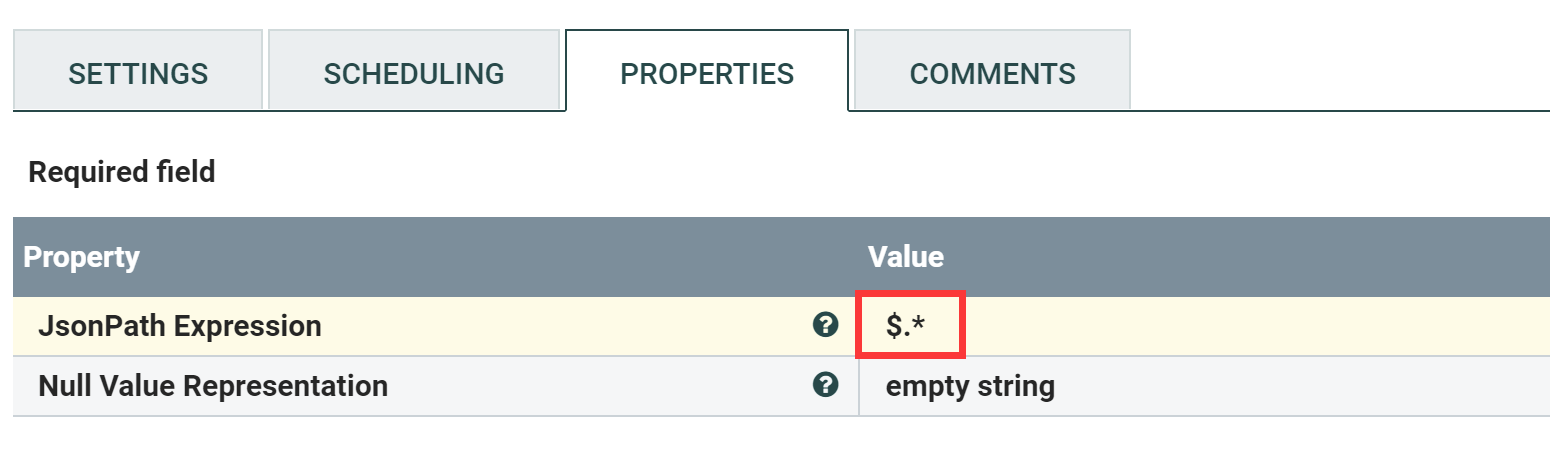 SETTINGS SCHEDULING PROPERTIES COMMENTS
Required field
Property Value
JsonPath Expression ? $.*
Null Value Representation ? empty string